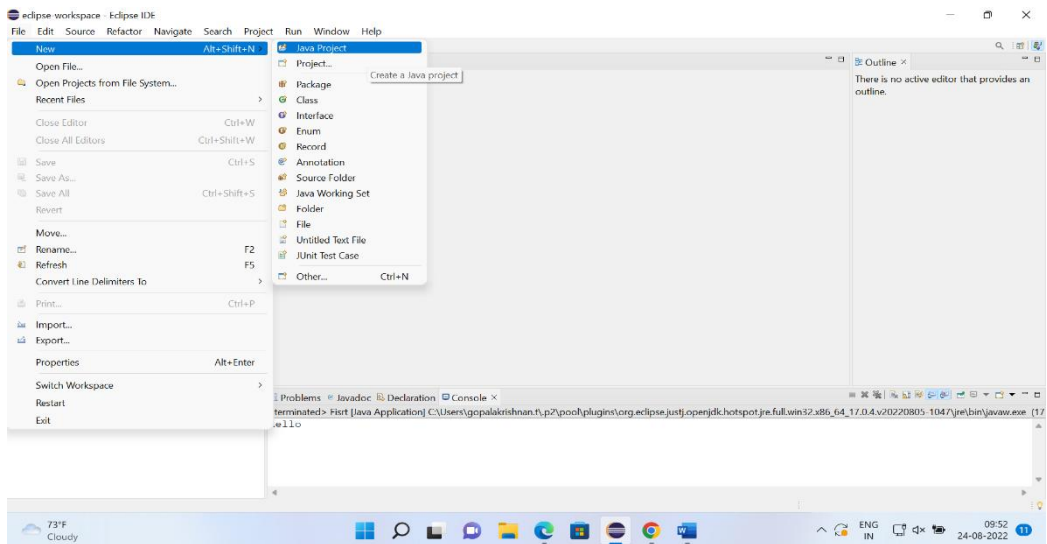 eclipse-workspace - Eclipse IDE
File Edit Source Refactor Navigate Search Project Run Window Help
New Alt+Shift+N >
Open File...
Open Projects from File System...
Recent Files >
Close Editor Ctrl+W
Close All Editors Ctrl+Shift+W
Save Ctrl+S
Save As...
Save All Ctrl+Shift+S
Revert
Move...
Rename... F2
Refresh F5
Convert Line Delimiters To >
Print... Ctrl+P
Import...
Export...
Properties Alt+Enter
Switch Workspace >
Restart
Exit
Java Project
Project...
Create a Java project
Package
Class
Interface
Enum
Record
Annotation
Source Folder
Java Working Set
Folder
File
Untitled Text File
JUnit Test Case
Other... Ctrl+N
Outline ×
There is no active editor that provides an
outline.
Problems Javadoc Declaration Console ×
terminated> Fisrt [Java Application] C:\Users\gopalakrishnan.t\.p2\pool\plugins\org.eclipse.justj.openjdk.hotspot.jre.full.win32.x86_64_17.0.4.v20220805-1047\jre\bin\javaw.exe (17
ello
73°F
Cloudy
ENG
IN
09:52
24-08-2022
11